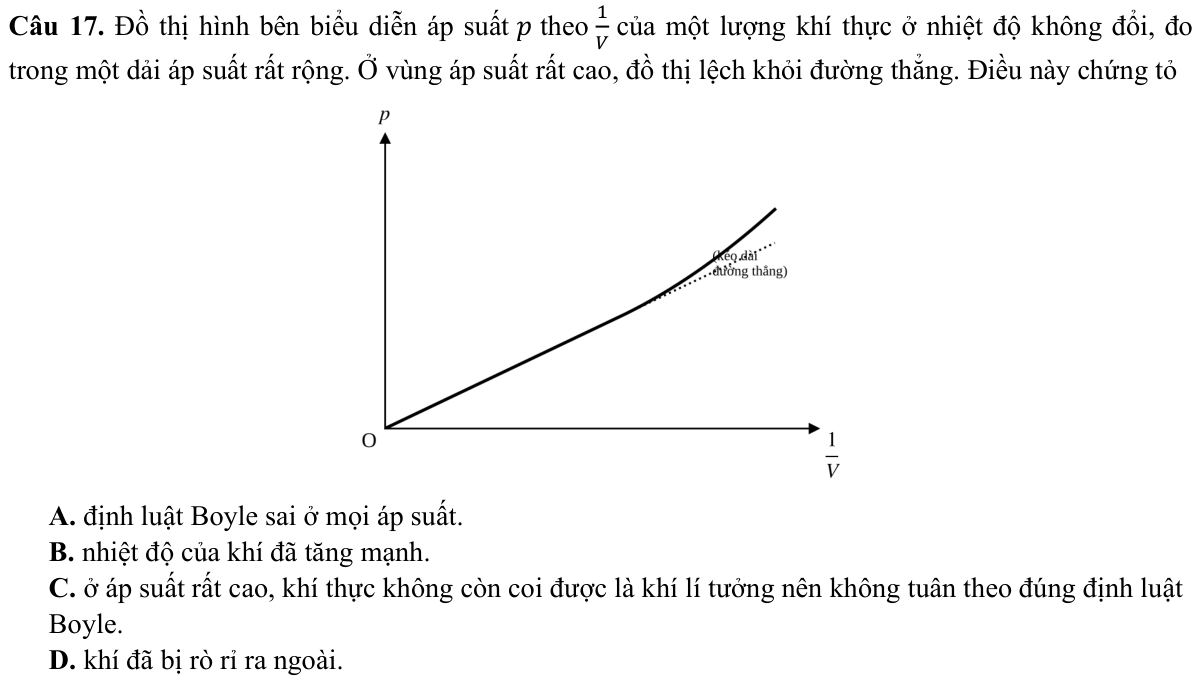 Câu 17. Đồ thị hình bên biểu diễn áp suất p theo 1/V của một lượng khí thực ở nhiệt độ không đổi, đo
trong một dải áp suất rất rộng. Ở vùng áp suất rất cao, đồ thị lệch khỏi đường thẳng. Điều này chứng tỏ
p
(kéo dài
đường thẳng)
O
1/V
A. định luật Boyle sai ở mọi áp suất.
B. nhiệt độ của khí đã tăng mạnh.
C. ở áp suất rất cao, khí thực không còn coi được là khí lí tưởng nên không tuân theo đúng định luật
Boyle.
D. khí đã bị rò rỉ ra ngoài.